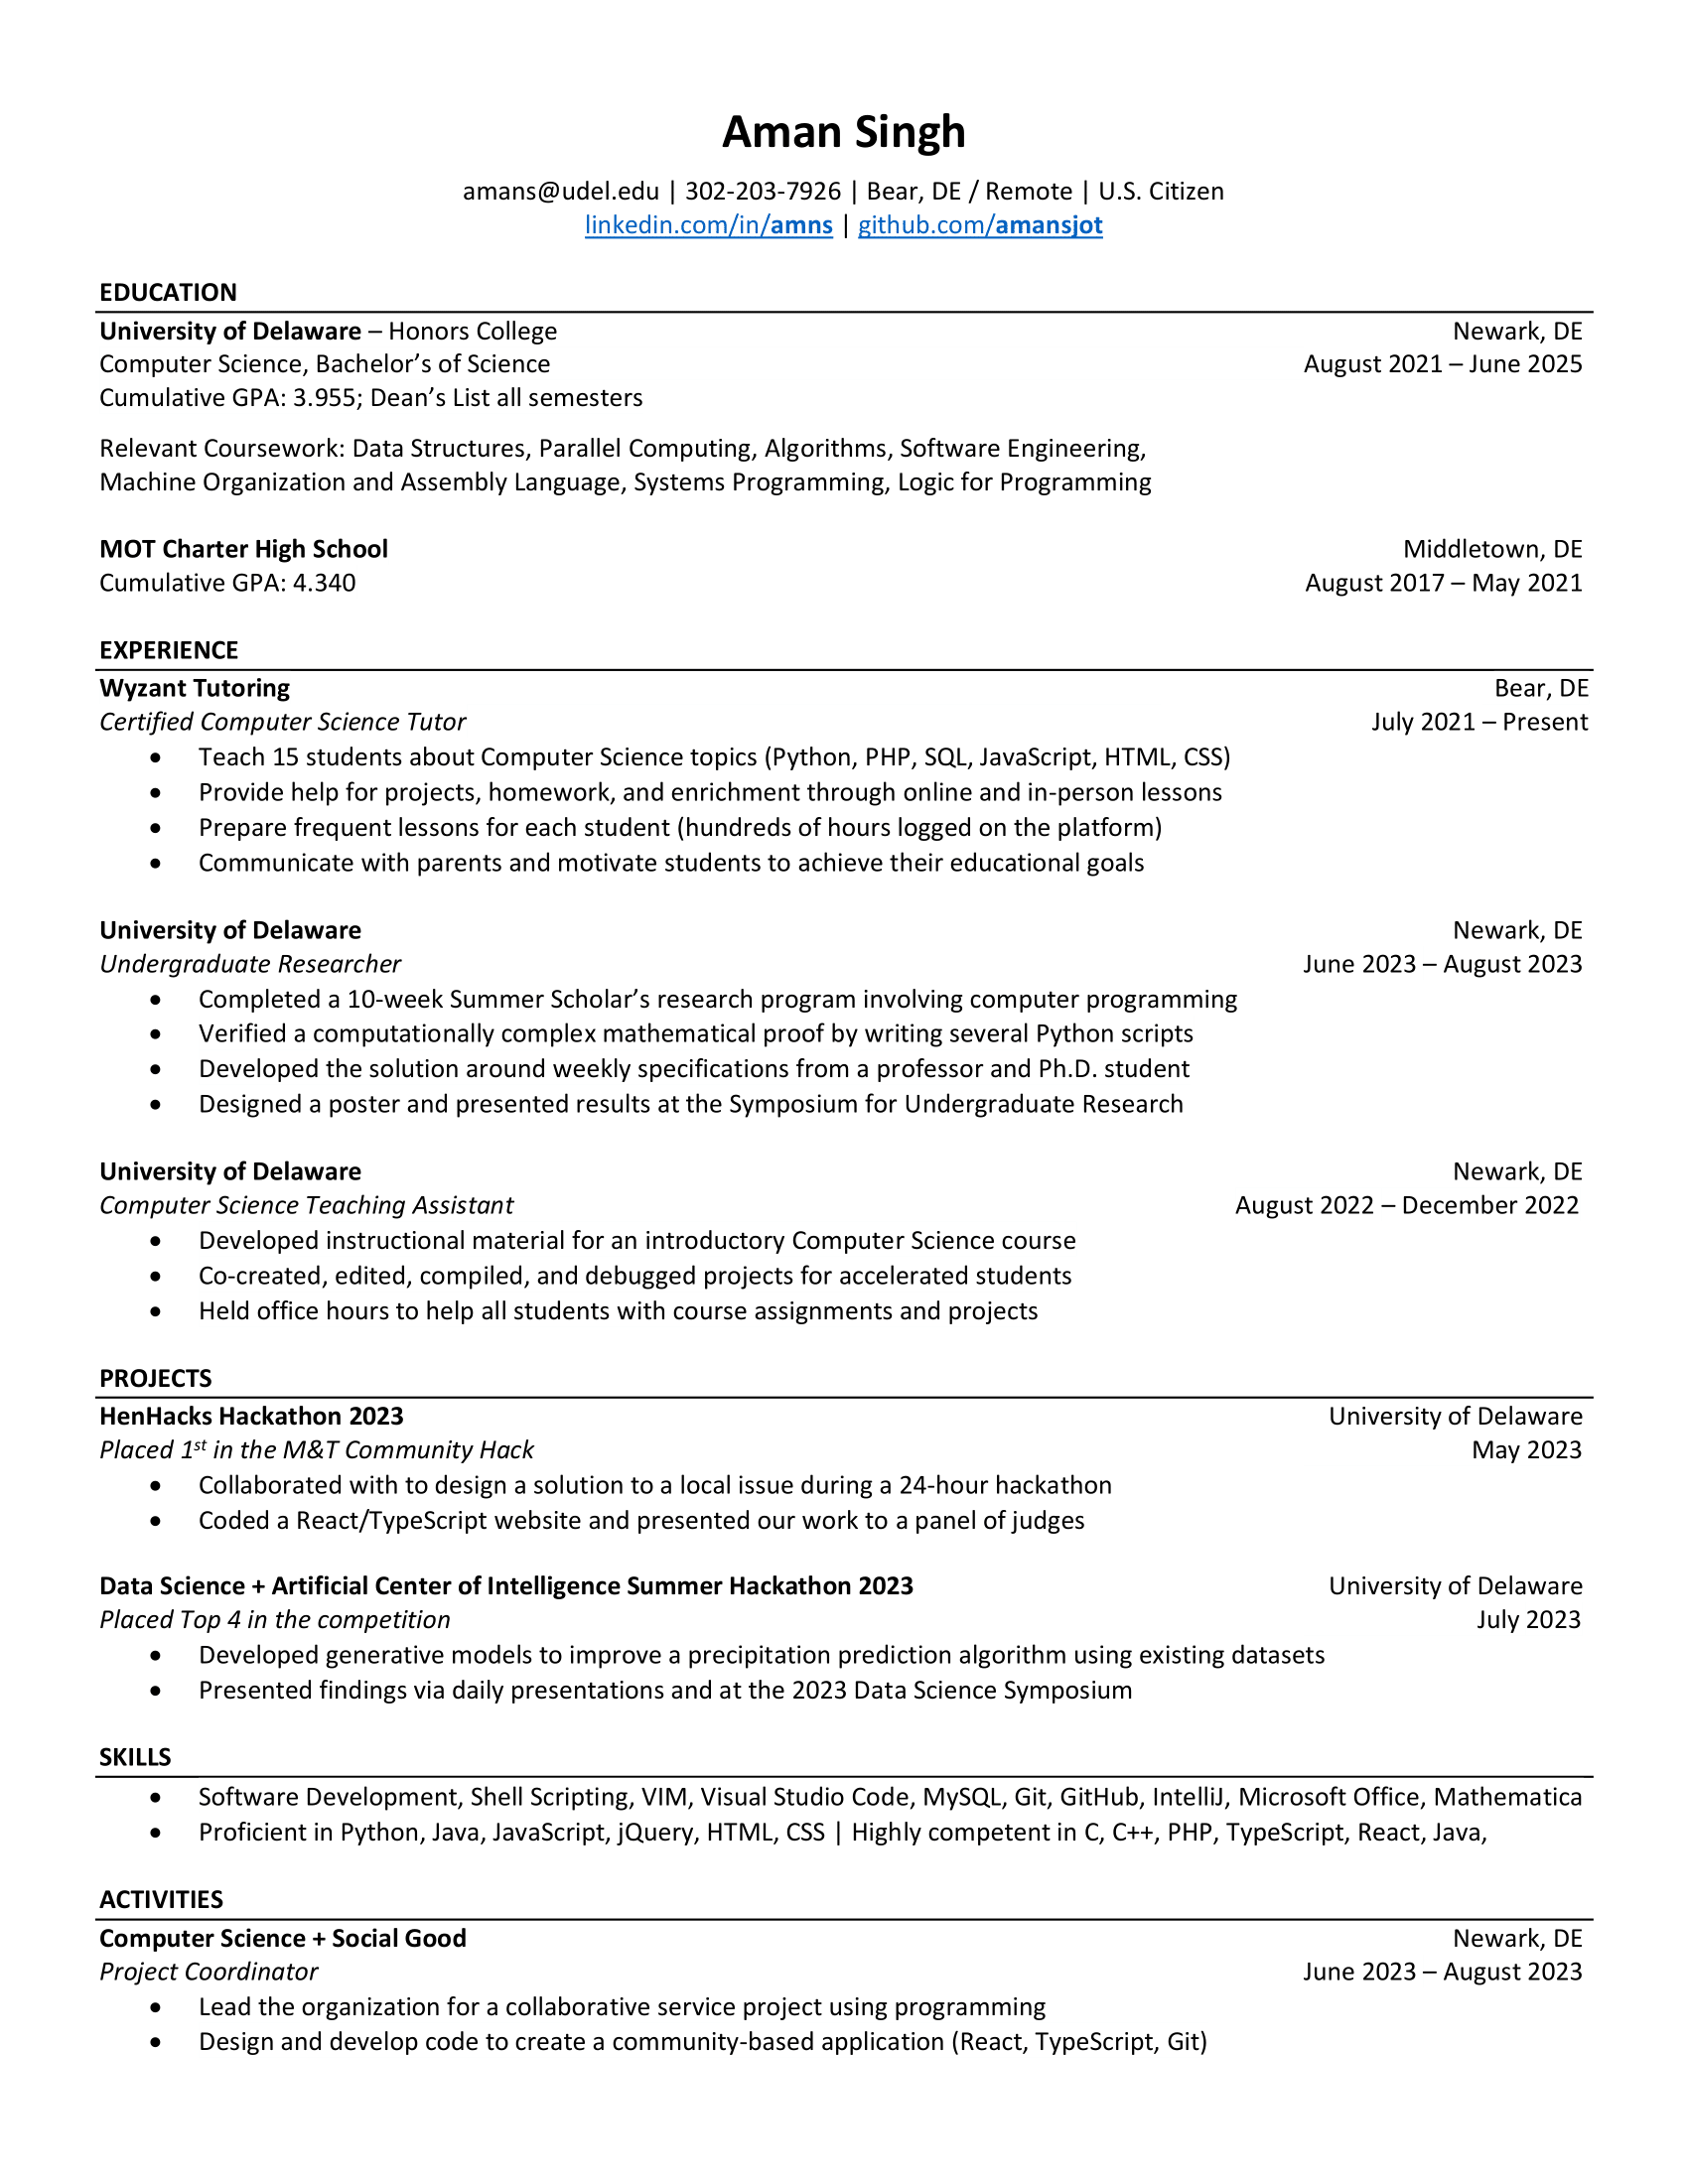 Aman Singh
amans@udel.edu | 302-203-7926 | Bear, DE / Remote | U.S. Citizen
linkedin.com/in/amns | github.com/amansjot
EDUCATION
University of Delaware – Honors College Newark, DE
Computer Science, Bachelor’s of Science August 2021 – June 2025
Cumulative GPA: 3.955; Dean’s List all semesters
Relevant Coursework: Data Structures, Parallel Computing, Algorithms, Software Engineering,
Machine Organization and Assembly Language, Systems Programming, Logic for Programming
MOT Charter High School Middletown, DE
Cumulative GPA: 4.340 August 2017 – May 2021
EXPERIENCE
Wyzant Tutoring Bear, DE
Certified Computer Science Tutor July 2021 – Present
• Teach 15 students about Computer Science topics (Python, PHP, SQL, JavaScript, HTML, CSS)
• Provide help for projects, homework, and enrichment through online and in-person lessons
• Prepare frequent lessons for each student (hundreds of hours logged on the platform)
• Communicate with parents and motivate students to achieve their educational goals
University of Delaware Newark, DE
Undergraduate Researcher June 2023 – August 2023
• Completed a 10-week Summer Scholar’s research program involving computer programming
• Verified a computationally complex mathematical proof by writing several Python scripts
• Developed the solution around weekly specifications from a professor and Ph.D. student
• Designed a poster and presented results at the Symposium for Undergraduate Research
University of Delaware Newark, DE
Computer Science Teaching Assistant August 2022 – December 2022
• Developed instructional material for an introductory Computer Science course
• Co-created, edited, compiled, and debugged projects for accelerated students
• Held office hours to help all students with course assignments and projects
PROJECTS
HenHacks Hackathon 2023 University of Delaware
Placed 1st in the M&T Community Hack May 2023
• Collaborated with to design a solution to a local issue during a 24-hour hackathon
• Coded a React/TypeScript website and presented our work to a panel of judges
Data Science + Artificial Center of Intelligence Summer Hackathon 2023 University of Delaware
Placed Top 4 in the competition July 2023
• Developed generative models to improve a precipitation prediction algorithm using existing datasets
• Presented findings via daily presentations and at the 2023 Data Science Symposium
SKILLS
• Software Development, Shell Scripting, VIM, Visual Studio Code, MySQL, Git, GitHub, IntelliJ, Microsoft Office, Mathematica
• Proficient in Python, Java, JavaScript, jQuery, HTML, CSS | Highly competent in C, C++, PHP, TypeScript, React, Java,
ACTIVITIES
Computer Science + Social Good Newark, DE
Project Coordinator June 2023 – August 2023
• Lead the organization for a collaborative service project using programming
• Design and develop code to create a community-based application (React, TypeScript, Git)